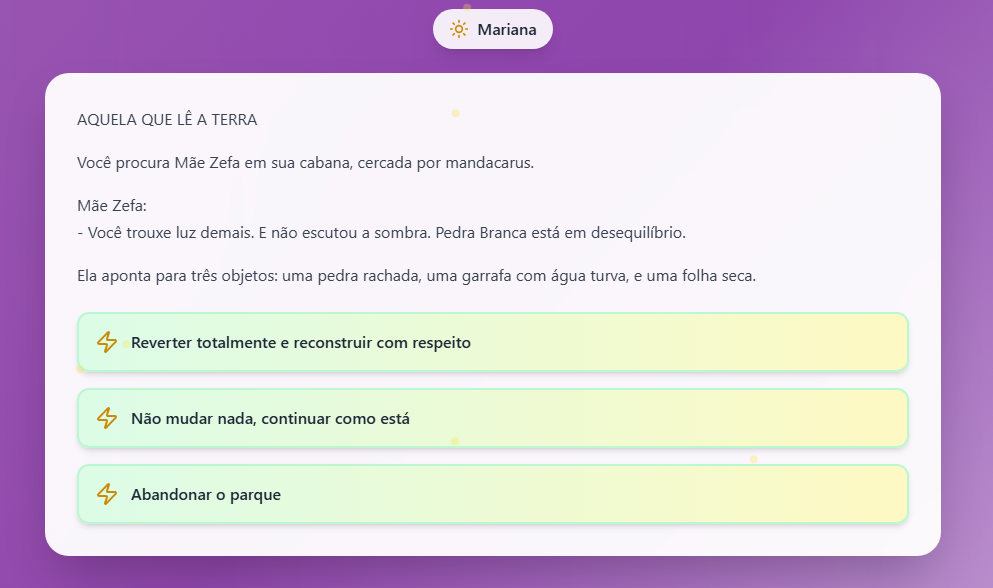 Mariana
AQUELA QUE LÊ A TERRA
Você procura Mãe Zefa em sua cabana, cercada por mandacarus.
Mãe Zefa:
- Você trouxe luz demais. E não escutou a sombra. Pedra Branca está em desequilíbrio.
Ela aponta para três objetos: uma pedra rachada, uma garrafa com água turva, e uma folha seca.
Reverter totalmente e reconstruir com respeito
Não mudar nada, continuar como está
Abandonar o parque